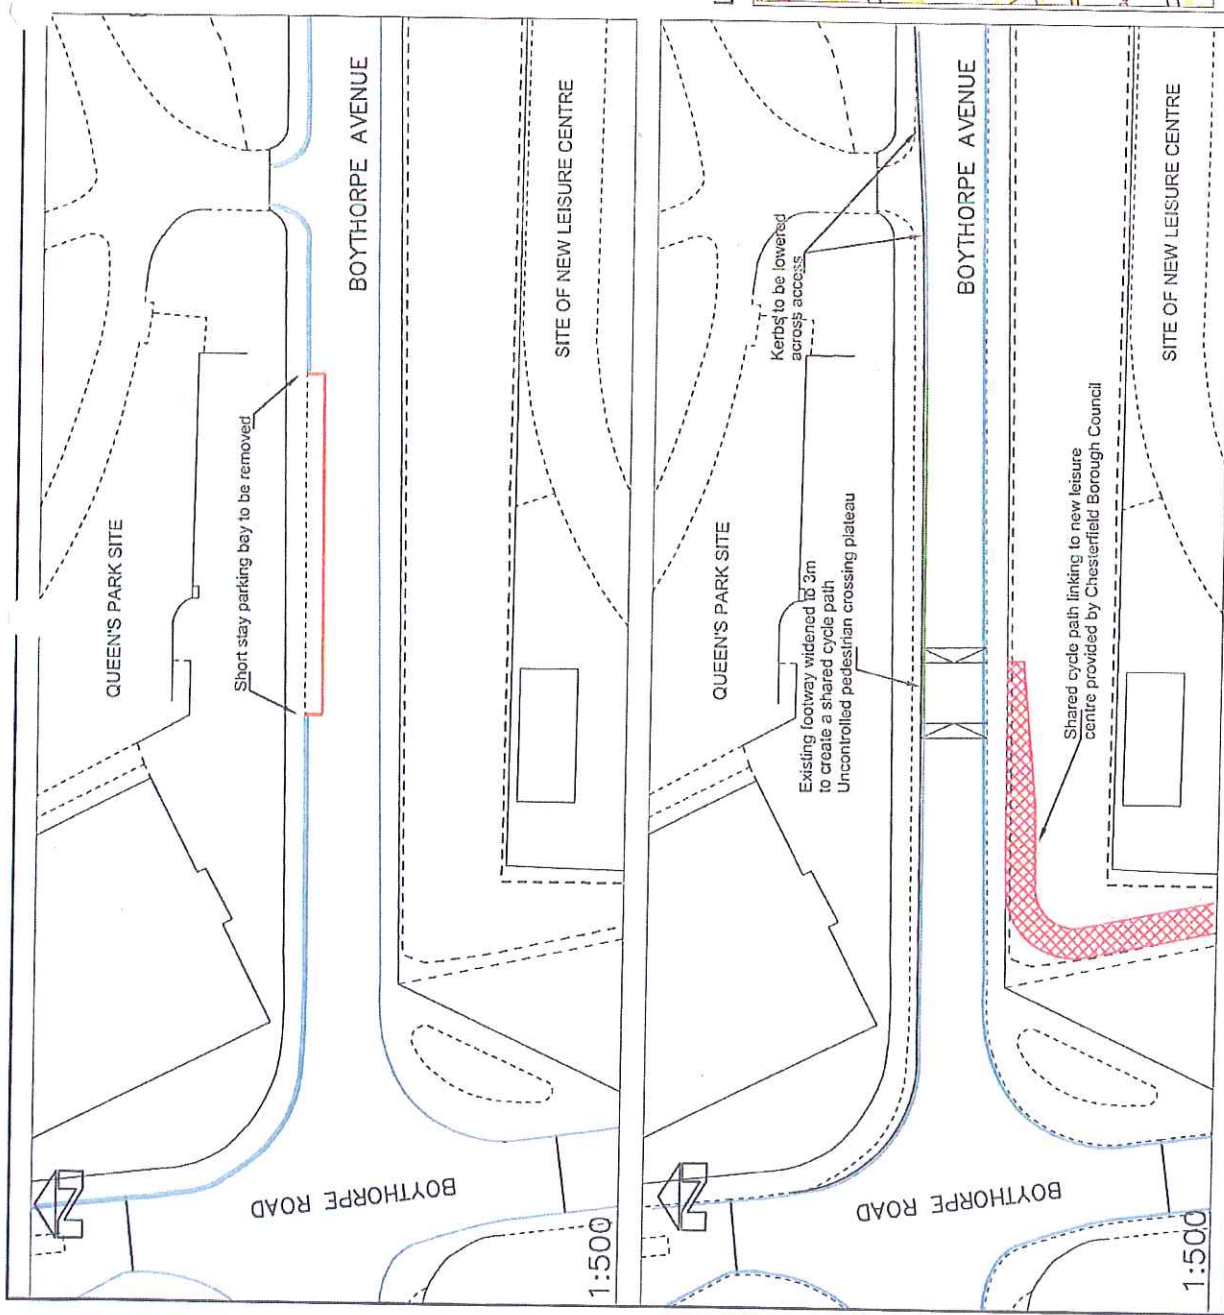 QUEEN'S PARK SITE
Short stay parking bay to be removed
BOYTHORPE AVENUE
SITE OF NEW LEISURE CENTRE
BOYTHORPE ROAD
N
1:500
QUEEN'S PARK SITE
Existing footway widened to 3m
to create a shared cycle path
Uncontrolled pedestrian crossing plateau
Kerbs to be lowered
across access
BOYTHORPE AVENUE
Shared cycle path linking to new leisure
centre provided by Chesterfield Borough Council
SITE OF NEW LEISURE CENTRE
BOYTHORPE ROAD
N
1:500